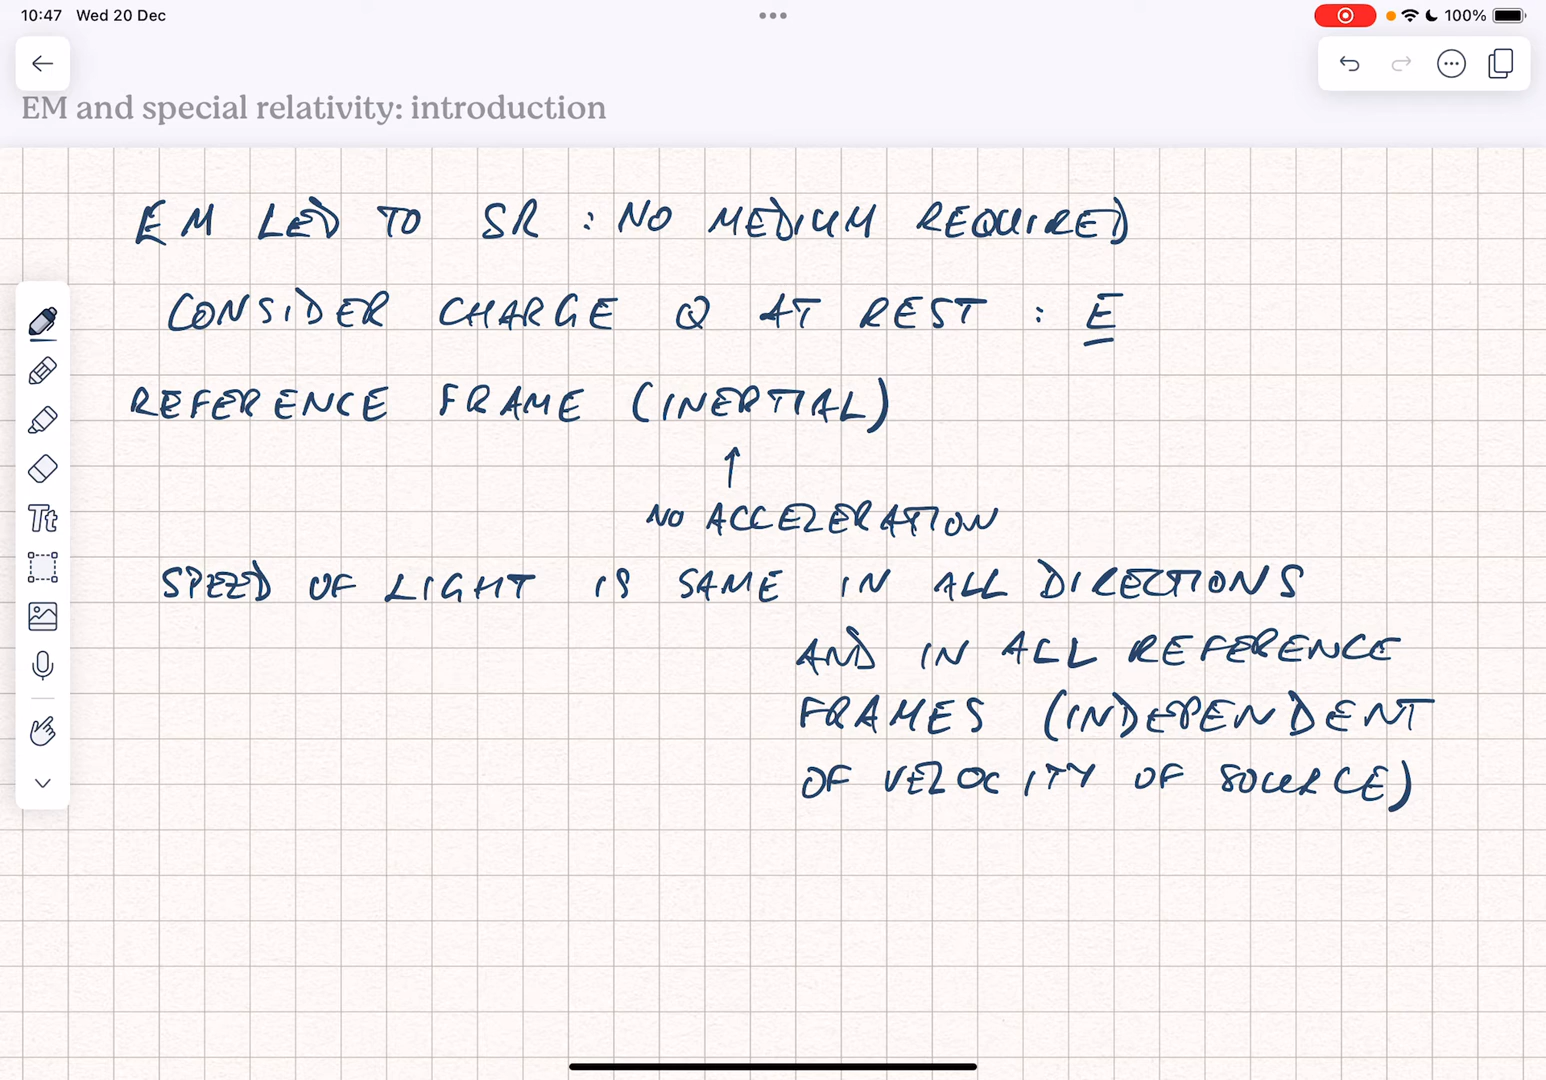 10:47 Wed 20 Dec
100%
EM and special relativity: introduction
EM LED TO SR : NO MEDIUM REQUIRED
CONSIDER CHARGE Q AT REST : E
REFERENCE FRAME (INERTIAL)
↑
NO ACCELERATION
Tt
SPEED OF LIGHT IS SAME IN ALL DIRECTIONS
AND IN ALL REFERENCE
FRAMES (INDEPENDENT
OF VELOCITY OF SOURCE)